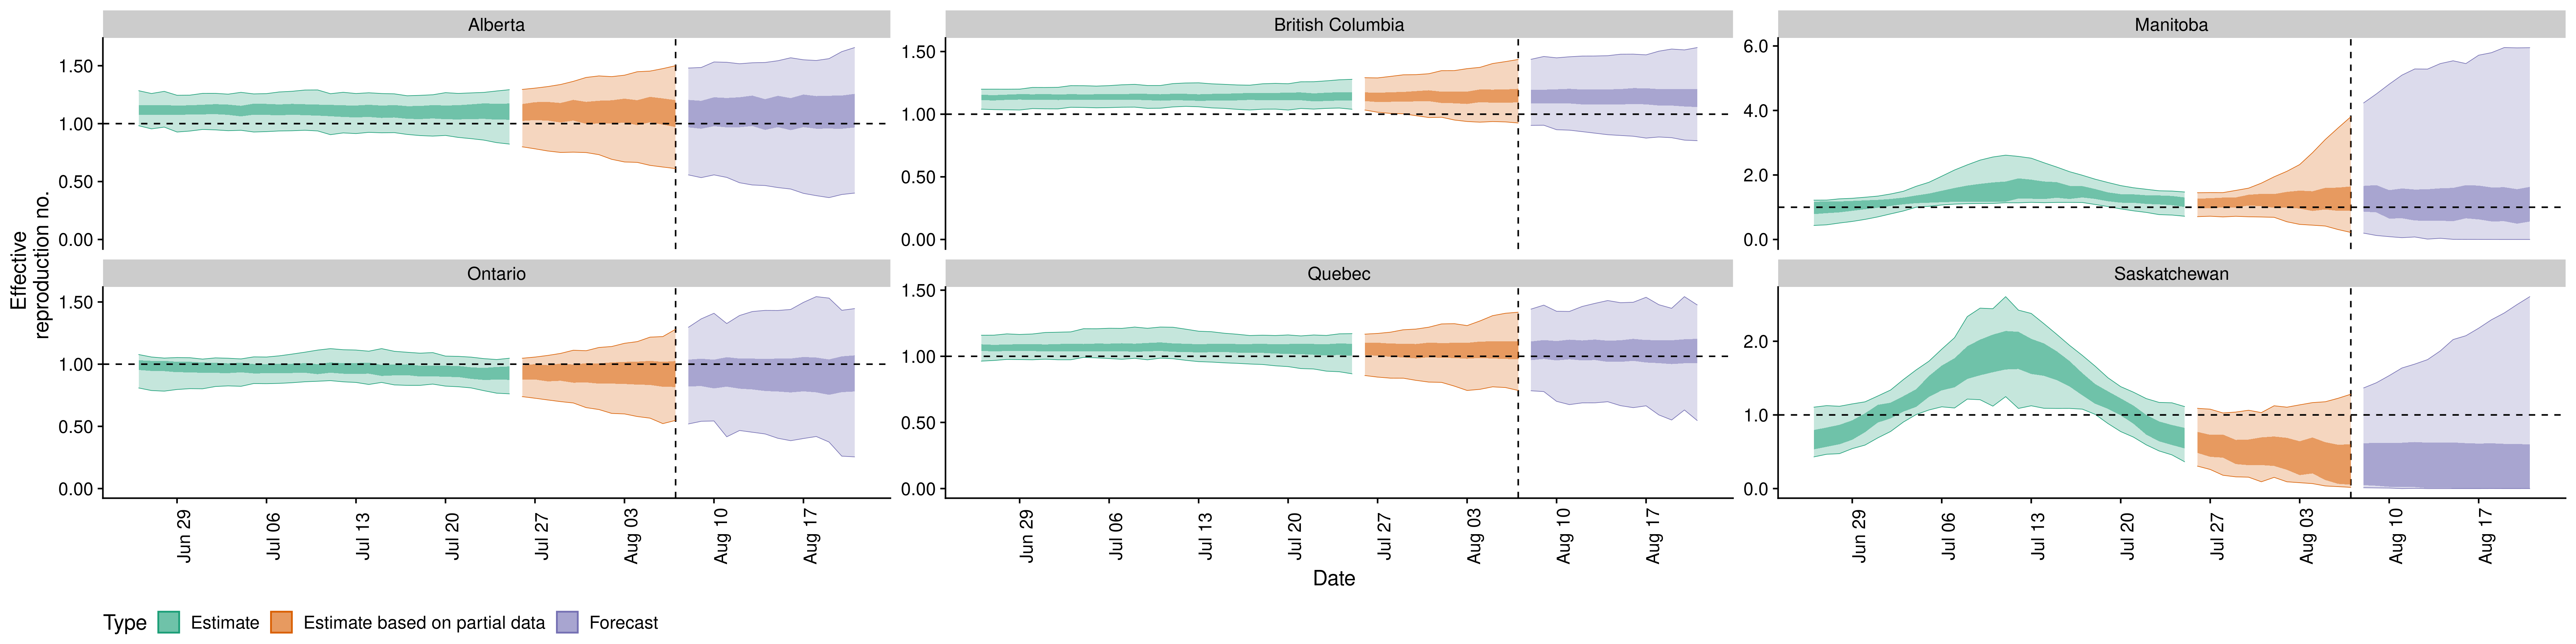 Alberta
British Columbia
Manitoba
1.50
1.00
0.50
0.00
1.50
1.00
0.50
0.00
6.0
4.0
2.0
0.0
Effective
reproduction no.
Ontario
Quebec
Saskatchewan
1.50
1.00
0.50
0.00
1.50
1.00
0.50
0.00
2.0
1.0
0.0
Jun 29
Jul 06
Jul 13
Jul 20
Jul 27
Aug 03
Aug 10
Aug 17
Jun 29
Jul 06
Jul 13
Jul 20
Jul 27
Aug 03
Aug 10
Aug 17
Jun 29
Jul 06
Jul 13
Jul 20
Jul 27
Aug 03
Aug 10
Aug 17
Date
Type Estimate Estimate based on partial data Forecast